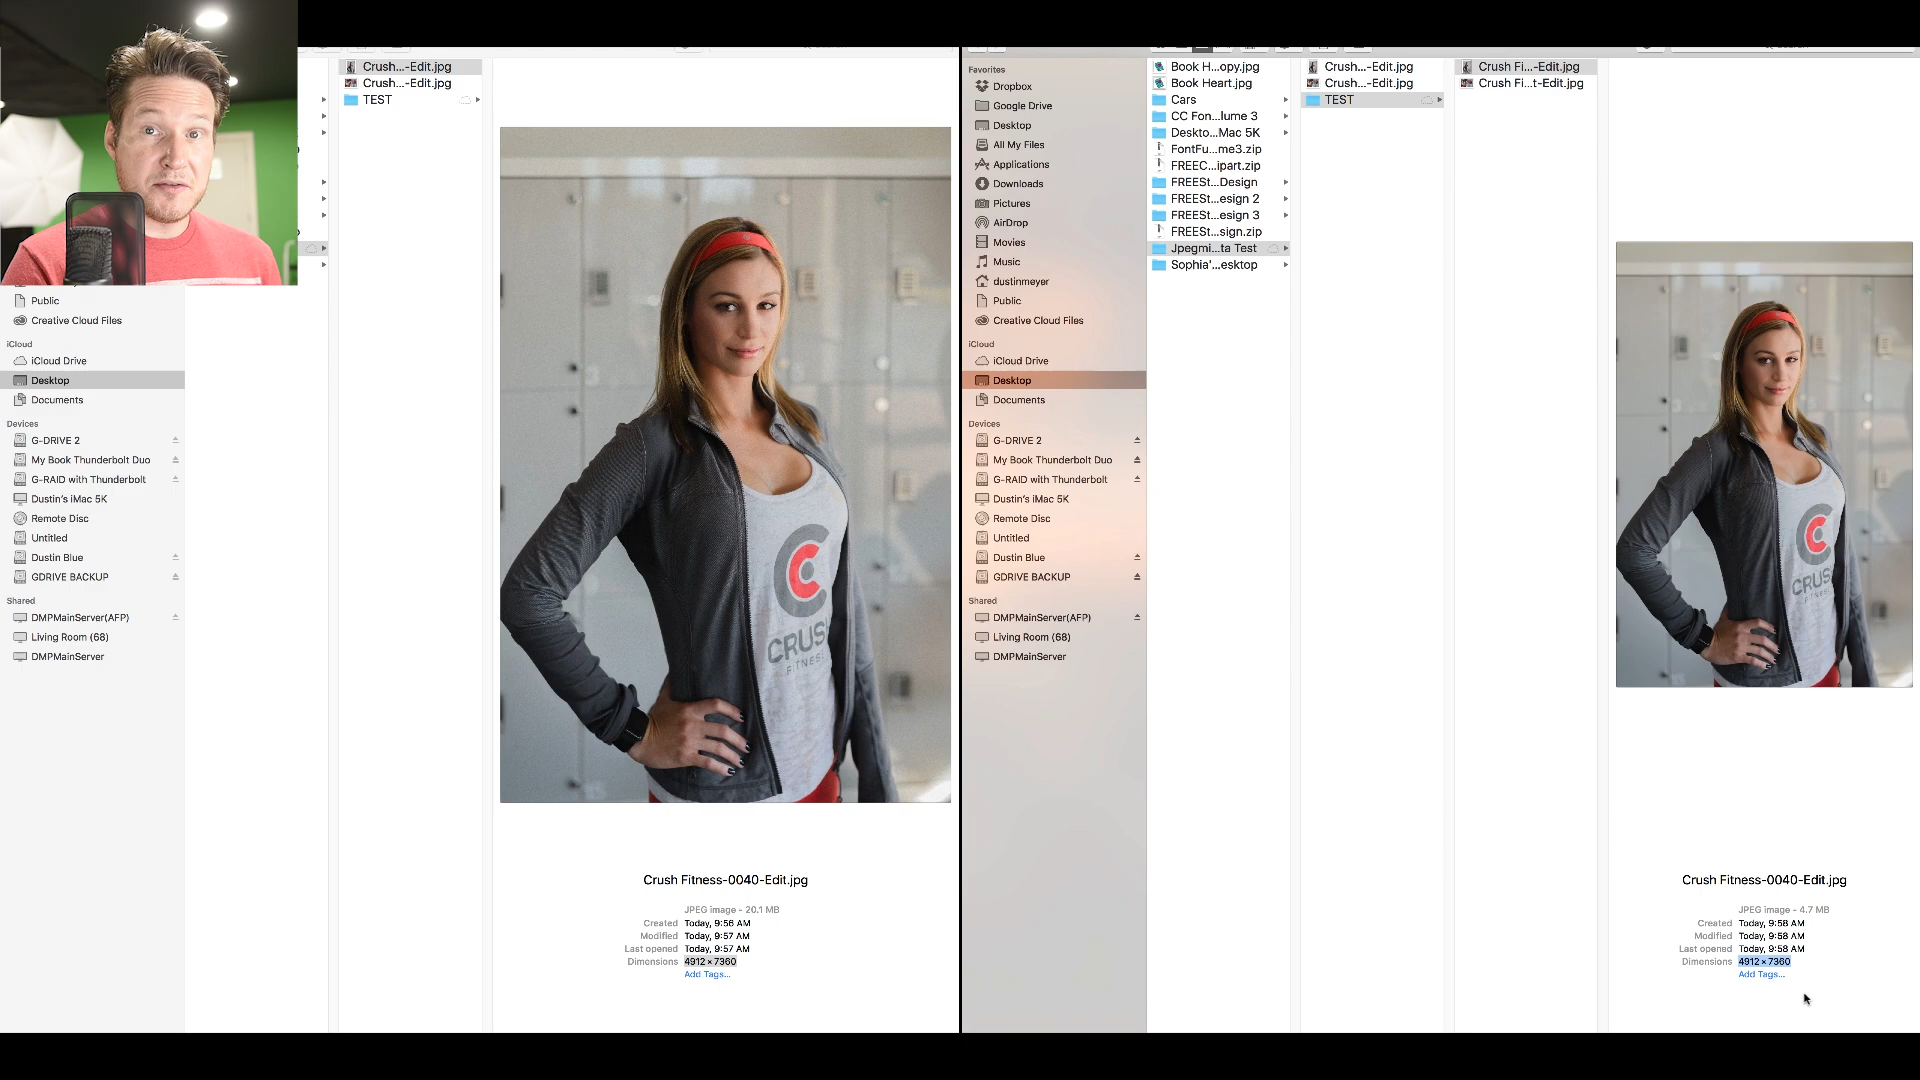 Crush...-Edit.jpg
Crush...-Edit.jpg
TEST
Public
Creative Cloud Files
iCloud
iCloud Drive
Desktop
Documents
Devices
G-DRIVE 2
My Book Thunderbolt Duo
G-RAID with Thunderbolt
Dustin's iMac 5K
Remote Disc
Untitled
Dustin Blue
GDRIVE BACKUP
Shared
DMPMainServer(AFP)
Living Room (68)
DMPMainServer
CRUSH
FITNESS
Crush Fitness-0040-Edit.jpg
JPEG image - 20.1 MB
Created Today, 9:56 AM
Modified Today, 9:57 AM
Last opened Today, 9:57 AM
Dimensions 4912 × 7360
Add Tags...
Favorites
Dropbox
Google Drive
Desktop
All My Files
Applications
Downloads
Pictures
AirDrop
Movies
Music
dustinmeyer
Public
Creative Cloud Files
iCloud
iCloud Drive
Desktop
Documents
Devices
G-DRIVE 2
My Book Thunderbolt Duo
G-RAID with Thunderbolt
Dustin's iMac 5K
Remote Disc
Untitled
Dustin Blue
GDRIVE BACKUP
Shared
DMPMainServer(AFP)
Living Room (68)
DMPMainServer
Book H...opy.jpg
Book Heart.jpg
Cars
CC Fon...lume 3
Deskto...Mac 5K
FontFu...me3.zip
FREEC...ipart.zip
FREESt...Design
FREESt...esign 2
FREESt...esign 3
FREESt...sign.zip
Jpegmi...ta Test
Sophia'...esktop
Crush...-Edit.jpg
Crush...-Edit.jpg
TEST
Crush Fi...-Edit.jpg
Crush Fi...t-Edit.jpg
CRUSH
FITNESS
Crush Fitness-0040-Edit.jpg
JPEG image - 4.7 MB
Created Today, 9:58 AM
Modified Today, 9:58 AM
Last opened Today, 9:58 AM
Dimensions 4912 × 7360
Add Tags...